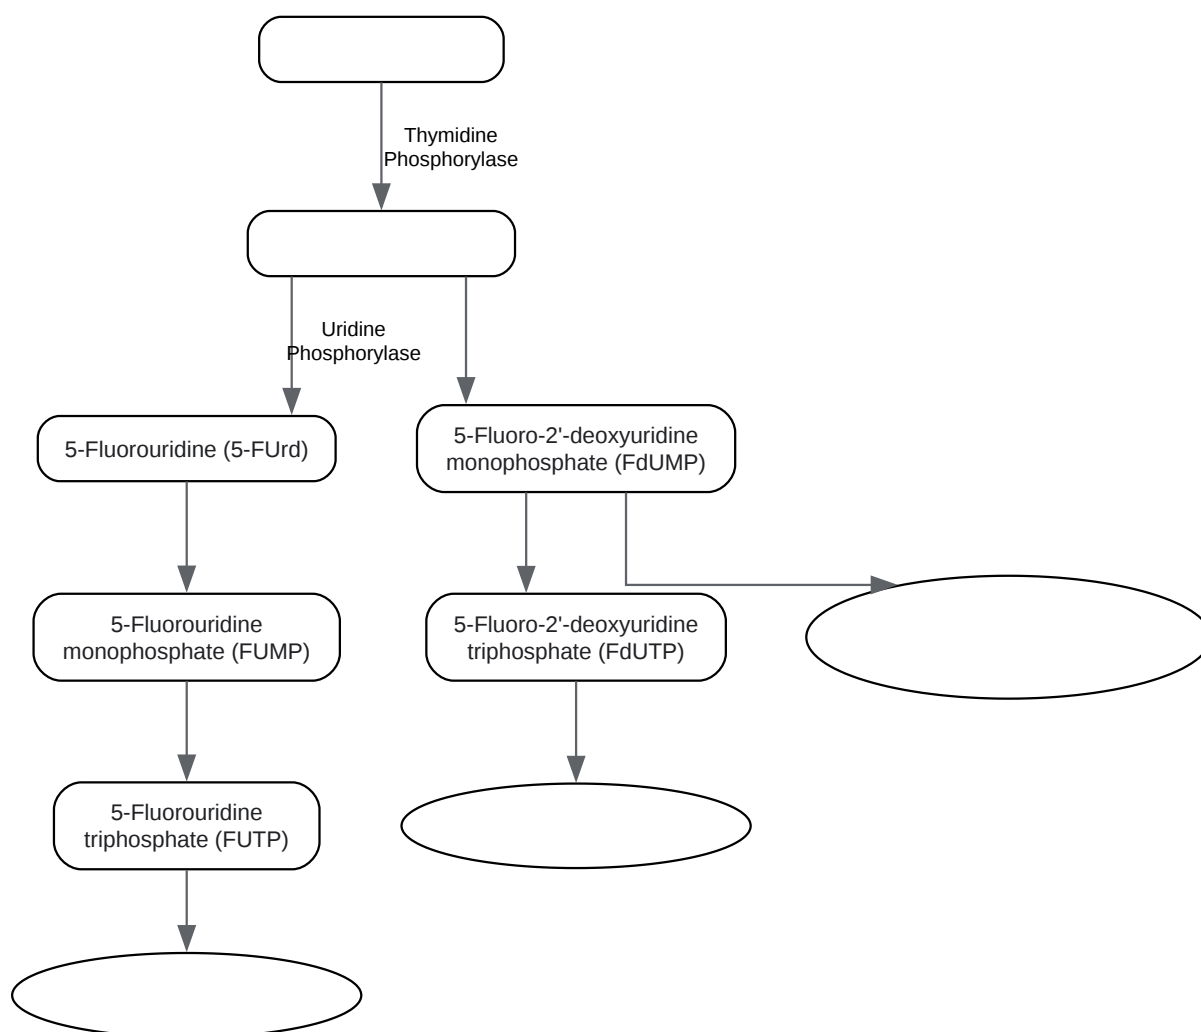 Thymidine
Phosphorylase
Uridine
Phosphorylase
5-Fluorouridine (5-FUrd)
5-Fluoro-2'-deoxyuridine
monophosphate (FdUMP)
5-Fluorouridine
monophosphate (FUMP)
5-Fluoro-2'-deoxyuridine
triphosphate (FdUTP)
5-Fluorouridine
triphosphate (FUTP)